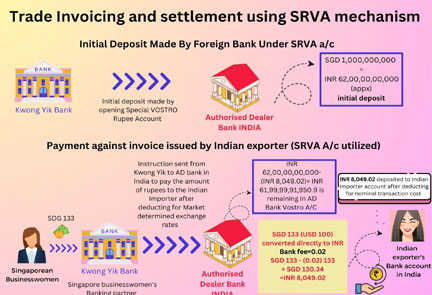 Trade Invoicing and settlement using SRVA mechanism
Initial Deposit Made By Foreign Bank Under SRVA a/c
BANK
Kwong Yik Bank
Initial deposit made by
opening Special VOSTRO
Rupee Account
Authorised Dealer
Bank INDIA
SGD 1,000,000,000
=
INR 62,00,00,00,000
(appx)
initial deposit
Payment against invoice issued by Indian exporter (SRVA A/c utilized)
SDG 133
Singaporean
Businesswomen
BANK
Kwong Yik Bank
Singapore businesswomen's
Banking partner
Instruction sent from
Kwong Yik to AD bank in
India to pay the amount
of rupees to the Indian
Importer after
deducting for Market
determined exchange
rates
Authorised Dealer
Bank
INDIA
INR
62,00,00,00,000-
(INR 8,049.02)= INR
61,99,99,91,950.9 is
remaining in AD
Bank Vostro A/C
SGD 133 (USD 100)
converted directly to INR
Bank fee=0.02
SGD 133 - (0.02) 133
= SGD 130.34
=INR 8,049.02
INR 8,049.02 deposited to Indian
Importer account after deducting
for nominal transaction cost
Indian
exporter's
Bank account
in India